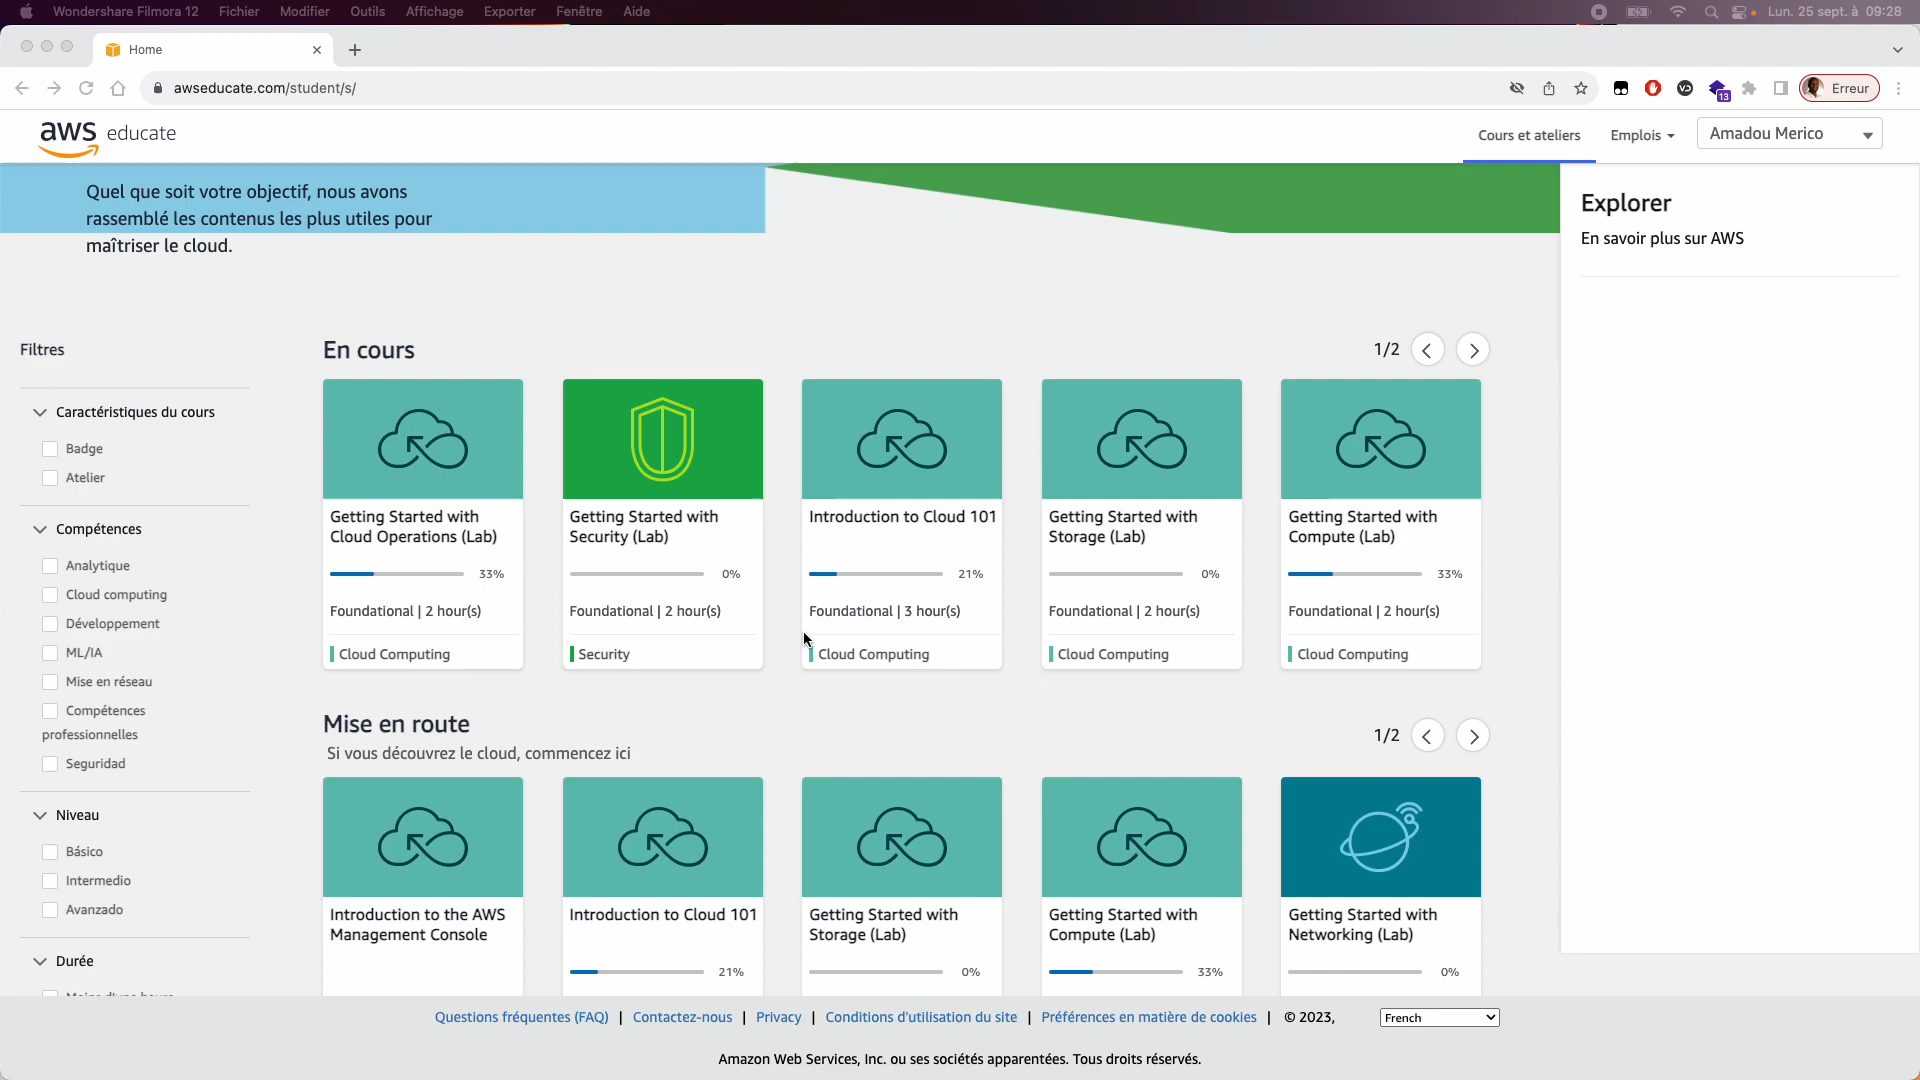 Wondershare Filmora 12 Fichier Modifier Outils Affichage Exporter Fenêtre Aide Lun. 25 sept. à 09:28
Home
awseducate.com/student/s/ 13 Erreur
aws educate Cours et ateliers Emplois Amadou Merico
Quel que soit votre objectif, nous avons
rassemblé les contenus les plus utiles pour
maîtriser le cloud.
Explorer
En savoir plus sur AWS
Filtres
Caractéristiques du cours
Badge
Atelier
Compétences
Analytique
Cloud computing
Développement
ML/IA
Mise en réseau
Compétences
professionnelles
Seguridad
Niveau
Básico
Intermedio
Avanzado
Durée
En cours 1/2
Getting Started with
Cloud Operations (Lab)
33%
Foundational | 2 hour(s)
Cloud Computing
Getting Started with
Security (Lab)
0%
Foundational | 2 hour(s)
Security
Introduction to Cloud 101
21%
Foundational | 3 hour(s)
Cloud Computing
Getting Started with
Storage (Lab)
0%
Foundational | 2 hour(s)
Cloud Computing
Getting Started with
Compute (Lab)
33%
Foundational | 2 hour(s)
Cloud Computing
Mise en route 1/2
Si vous découvrez le cloud, commencez ici
Introduction to the AWS
Management Console
Introduction to Cloud 101
21%
Getting Started with
Storage (Lab)
0%
Getting Started with
Compute (Lab)
33%
Getting Started with
Networking (Lab)
0%
Questions fréquentes (FAQ) | Contactez-nous | Privacy | Conditions d'utilisation du site | Préférences en matière de cookies | © 2023, French
Amazon Web Services, Inc. ou ses sociétés apparentées. Tous droits réservés.